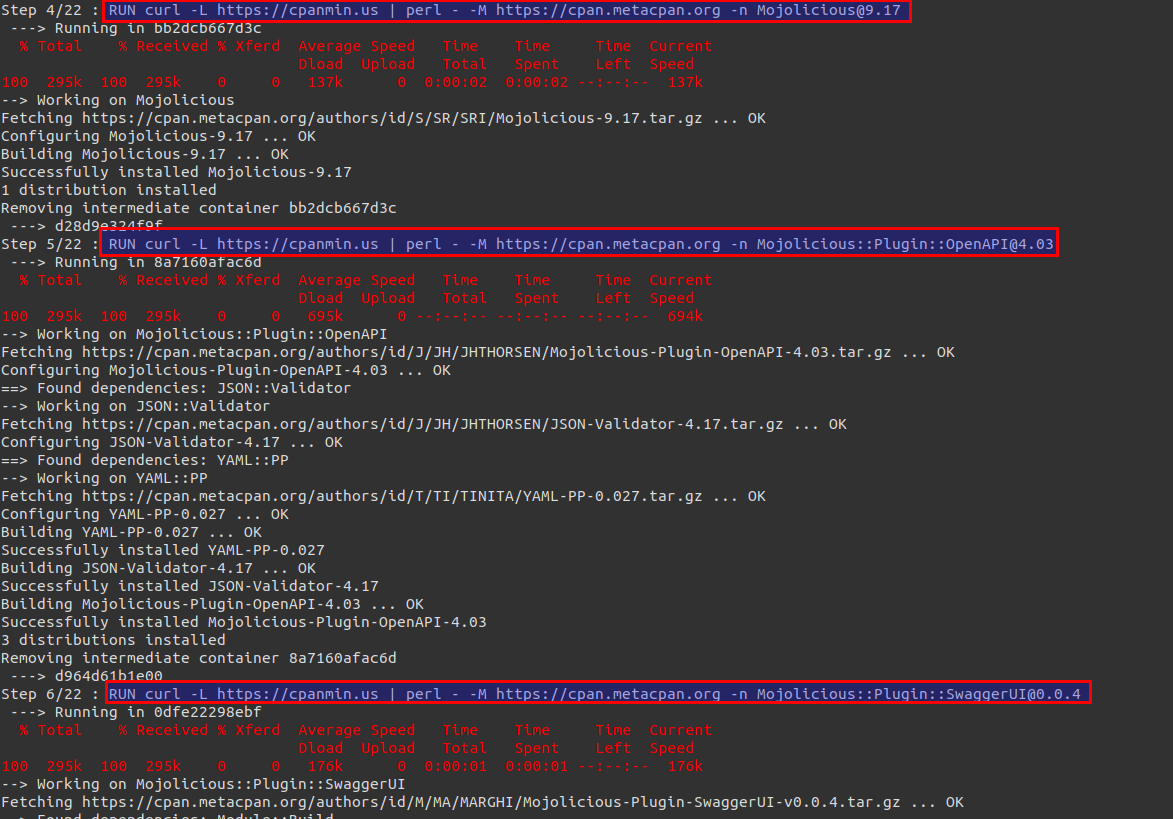 Step 4/22 : RUN curl -L https://cpanmin.us | perl - -M https://cpan.metacpan.org -n Mojolicious@9.17
---> Running in bb2dcb667d3c
% Total % Received % Xferd Average Speed Time Time Time Current
Dload Upload Total Spent Left Speed
100 295k 100 295k 0 0 137k 0 0:00:02 0:00:02 --:--:-- 137k
--> Working on Mojolicious
Fetching https://cpan.metacpan.org/authors/id/S/SR/SRI/Mojolicious-9.17.tar.gz ... OK
Configuring Mojolicious-9.17 ... OK
Building Mojolicious-9.17 ... OK
Successfully installed Mojolicious-9.17
1 distribution installed
Removing intermediate container bb2dcb667d3c
---> d28d9e324f9f
Step 5/22 : RUN curl -L https://cpanmin.us | perl - -M https://cpan.metacpan.org -n Mojolicious::Plugin::OpenAPI@4.03
---> Running in 8a7160afac6d
% Total % Received % Xferd Average Speed Time Time Time Current
Dload Upload Total Spent Left Speed
100 295k 100 295k 0 0 695k 0 --:--:-- --:--:-- --:--:-- 694k
--> Working on Mojolicious::Plugin::OpenAPI
Fetching https://cpan.metacpan.org/authors/id/J/JH/JHTHORSEN/Mojolicious-Plugin-OpenAPI-4.03.tar.gz ... OK
Configuring Mojolicious-Plugin-OpenAPI-4.03 ... OK
==> Found dependencies: JSON::Validator
--> Working on JSON::Validator
Fetching https://cpan.metacpan.org/authors/id/J/JH/JHTHORSEN/JSON-Validator-4.17.tar.gz ... OK
Configuring JSON-Validator-4.17 ... OK
==> Found dependencies: YAML::PP
--> Working on YAML::PP
Fetching https://cpan.metacpan.org/authors/id/T/TI/TINITA/YAML-PP-0.027.tar.gz ... OK
Configuring YAML-PP-0.027 ... OK
Building YAML-PP-0.027 ... OK
Successfully installed YAML-PP-0.027
Building JSON-Validator-4.17 ... OK
Successfully installed JSON-Validator-4.17
Building Mojolicious-Plugin-OpenAPI-4.03 ... OK
Successfully installed Mojolicious-Plugin-OpenAPI-4.03
3 distributions installed
Removing intermediate container 8a7160afac6d
---> d964d61b1e00
Step 6/22 : RUN curl -L https://cpanmin.us | perl - -M https://cpan.metacpan.org -n Mojolicious::Plugin::SwaggerUI@0.0.4
---> Running in 0dfe22298ebf
% Total % Received % Xferd Average Speed Time Time Time Current
Dload Upload Total Spent Left Speed
100 295k 100 295k 0 0 176k 0 0:00:01 0:00:01 --:--:-- 176k
--> Working on Mojolicious::Plugin::SwaggerUI
Fetching https://cpan.metacpan.org/authors/id/M/MA/MARGHI/Mojolicious-Plugin-SwaggerUI-v0.0.4.tar.gz ... OK
==> Found dependencies: Module::Build